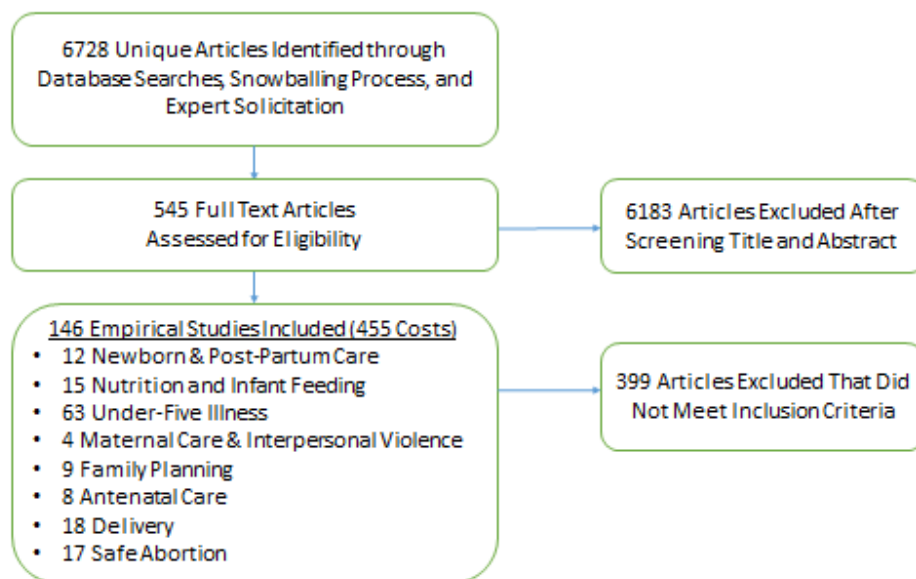 6728 Unique Articles Identified through
Database Searches, Snowballing Process, and
Expert Solicitation
545 Full Text Articles
Assessed for Eligibility
6183 Articles Excluded After
Screening Title and Abstract
146 Empirical Studies Included (455 Costs)
• 12 Newborn & Post-Partum Care
• 15 Nutrition and Infant Feeding
• 63 Under-Five Illness
• 4 Maternal Care & Interpersonal Violence
• 9 Family Planning
• 8 Antenatal Care
• 18 Delivery
• 17 Safe Abortion
399 Articles Excluded That Did
Not Meet Inclusion Criteria